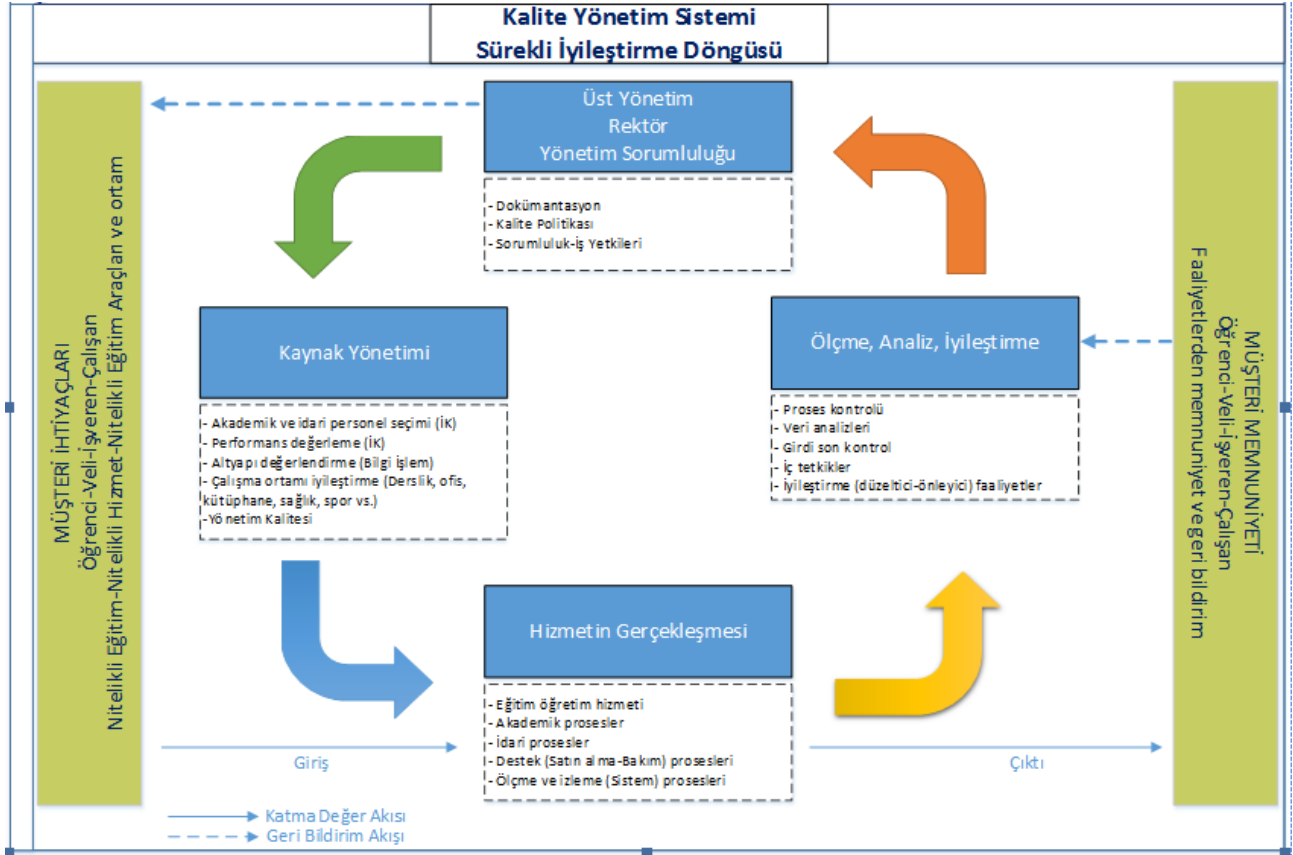 Kalite Yönetim Sistemi
Sürekli İyileştirme Döngüsü
MÜŞTERİ İHTİYAÇLARI
Öğrenci-Veli-İşveren-Çalışan
Nitelikli Eğitim-Nitelikli Hizmet-Nitelikli Eğitim Araçları ve ortam
Üst Yönetim
Rektör
Yönetim Sorumluluğu
- Dokümantasyon
- Kalite Politikası
- Sorumluluk-İş Yetkileri
Kaynak Yönetimi
- Akademik ve idari personel seçimi (İK)
- Performans değerleme (İK)
- Altyapı değerlendirme (Bilgi İşlem)
- Çalışma ortamı iyileştirme (Derslik, ofis,
kütüphane, sağlık, spor vs.)
-Yönetim Kalitesi
Ölçme, Analiz, İyileştirme
- Proses kontrolü
- Veri analizleri
- Girdi son kontrol
- İç tetkikler
- İyileştirme (düzeltici-önleyici) faaliyetler
Hizmetin Gerçekleşmesi
- Eğitim öğretim hizmeti
- Akademik prosesler
- İdari prosesler
- Destek (Satın alma-Bakım) prosesleri
- Ölçme ve izleme (Sistem) prosesleri
MÜŞTERİ MEMNUNİYETİ
Öğrenci-Veli-İşveren-Çalışan
Faaliyetlerden memnuniyet ve geri bildirim
Giriş
Çıktı
Katma Değer Akısı
Geri Bildirim Akışı